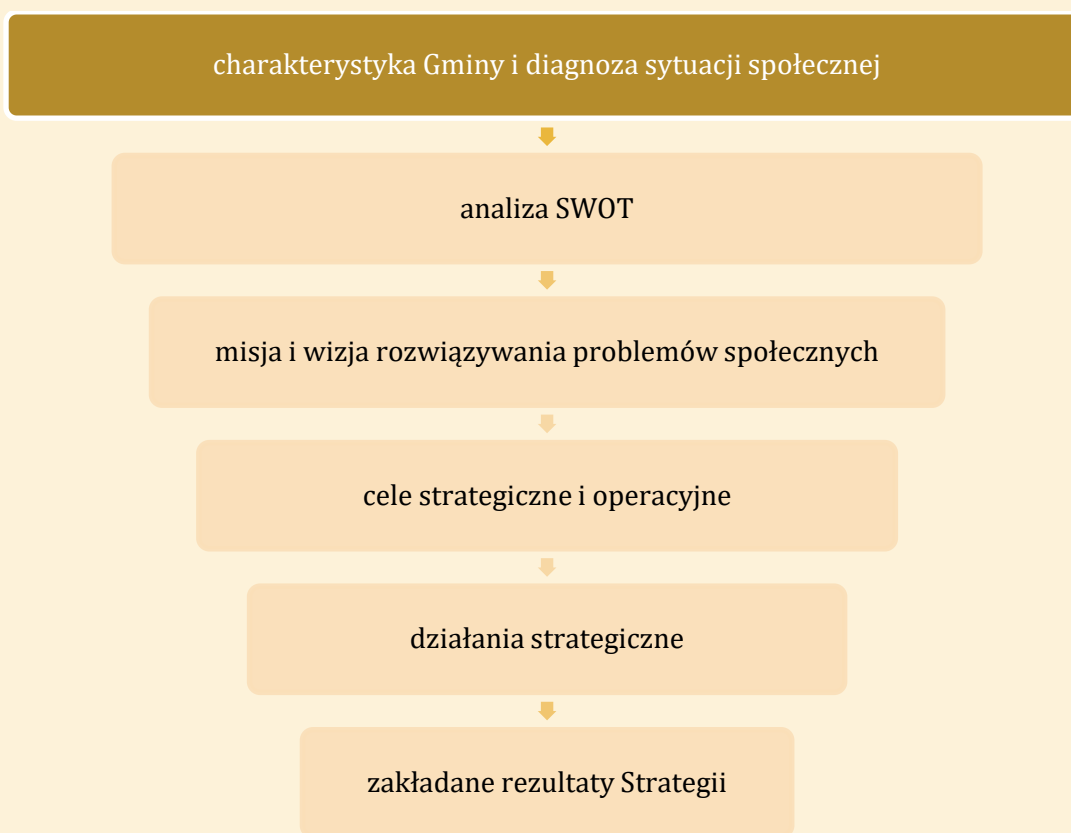 charakterystyka Gminy i diagnoza sytuacji społecznej
analiza SWOT
misja i wizja rozwiązywania problemów społecznych
cele strategiczne i operacyjne
działania strategiczne
zakładane rezultaty Strategii